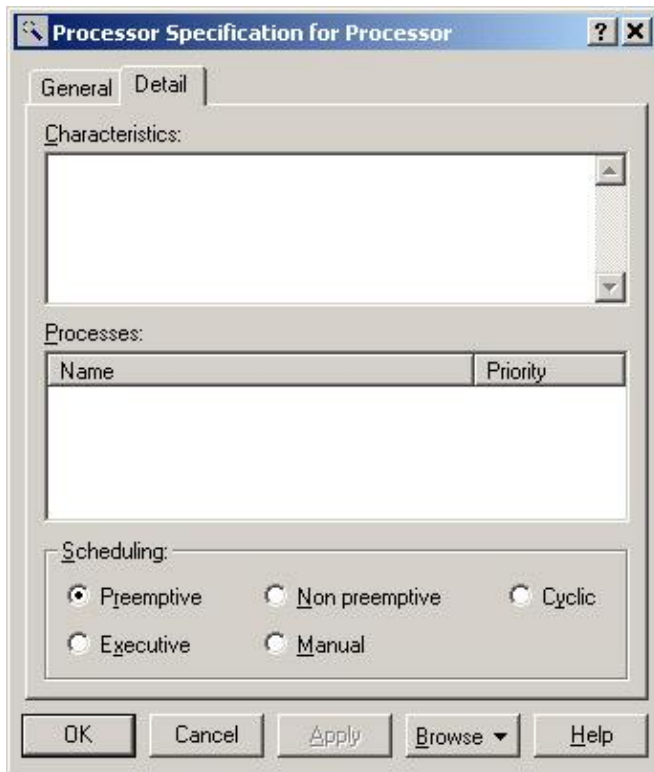 Processor Specification for Processor
General Detail
Characteristics:
Processes:
Name Priority
Scheduling:
Preemptive Non preemptive Cyclic
Executive Manual
OK Cancel Apply Browse Help